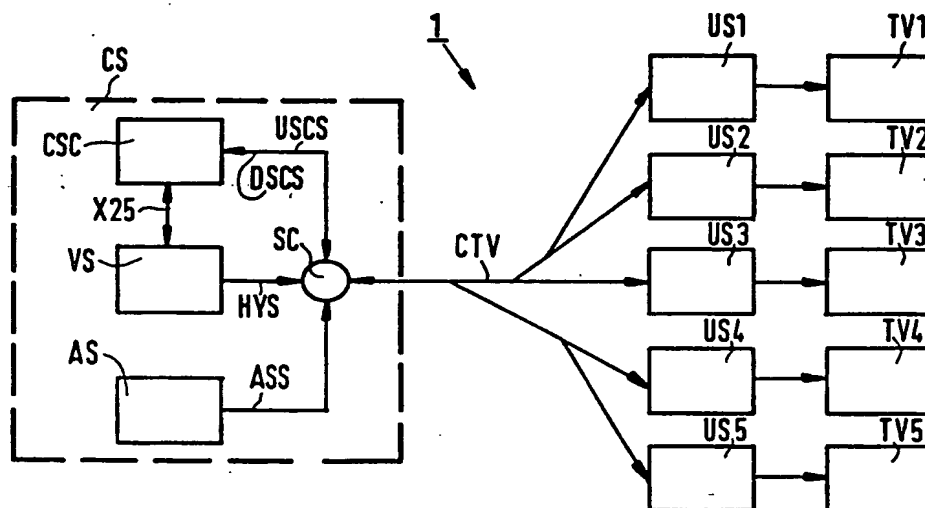 1
CS
CSC
USCS
DSCS
X25
VS
SC
HYS
AS
ASS
CTV
US1
TV1
US2
TV2
US3
TV3
US4
TV4
US5
TV5